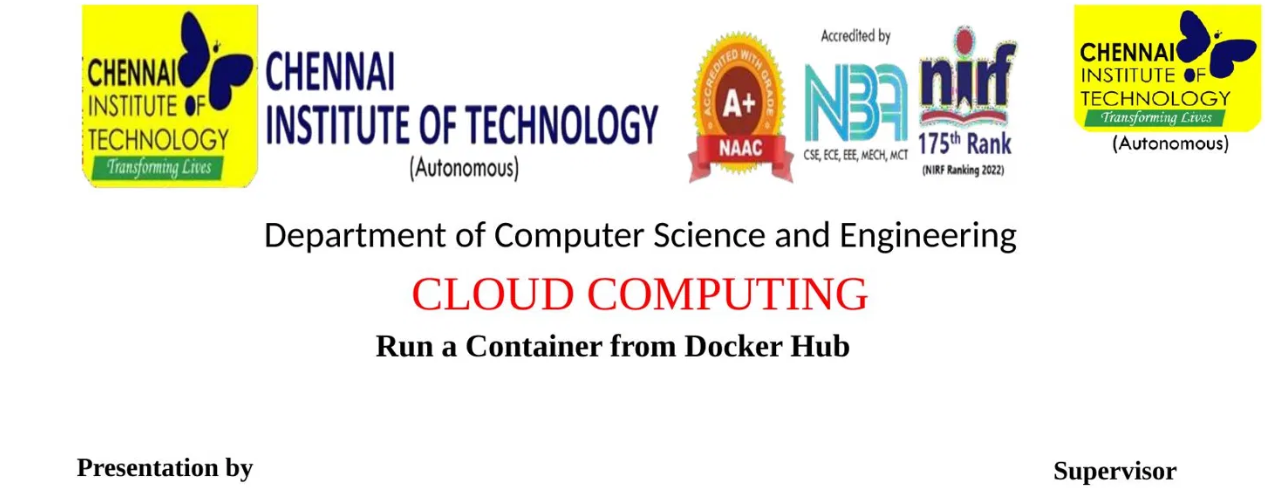 CHENNAI
INSTITUTE OF
TECHNOLOGY
Transforming Lives
CHENNAI
INSTITUTE OF TECHNOLOGY
(Autonomous)
ACCREDITED WITH GRADE
A+
NAAC
Accredited by
NBA
CSE, ECE, EEE, MECH, MCT
nirf
175th Rank
(NIRF Ranking 2022)
CHENNAI
INSTITUTE OF
TECHNOLOGY
Transforming Lives
(Autonomous)
Department of Computer Science and Engineering
CLOUD COMPUTING
Run a Container from Docker Hub
Presentation by
Supervisor